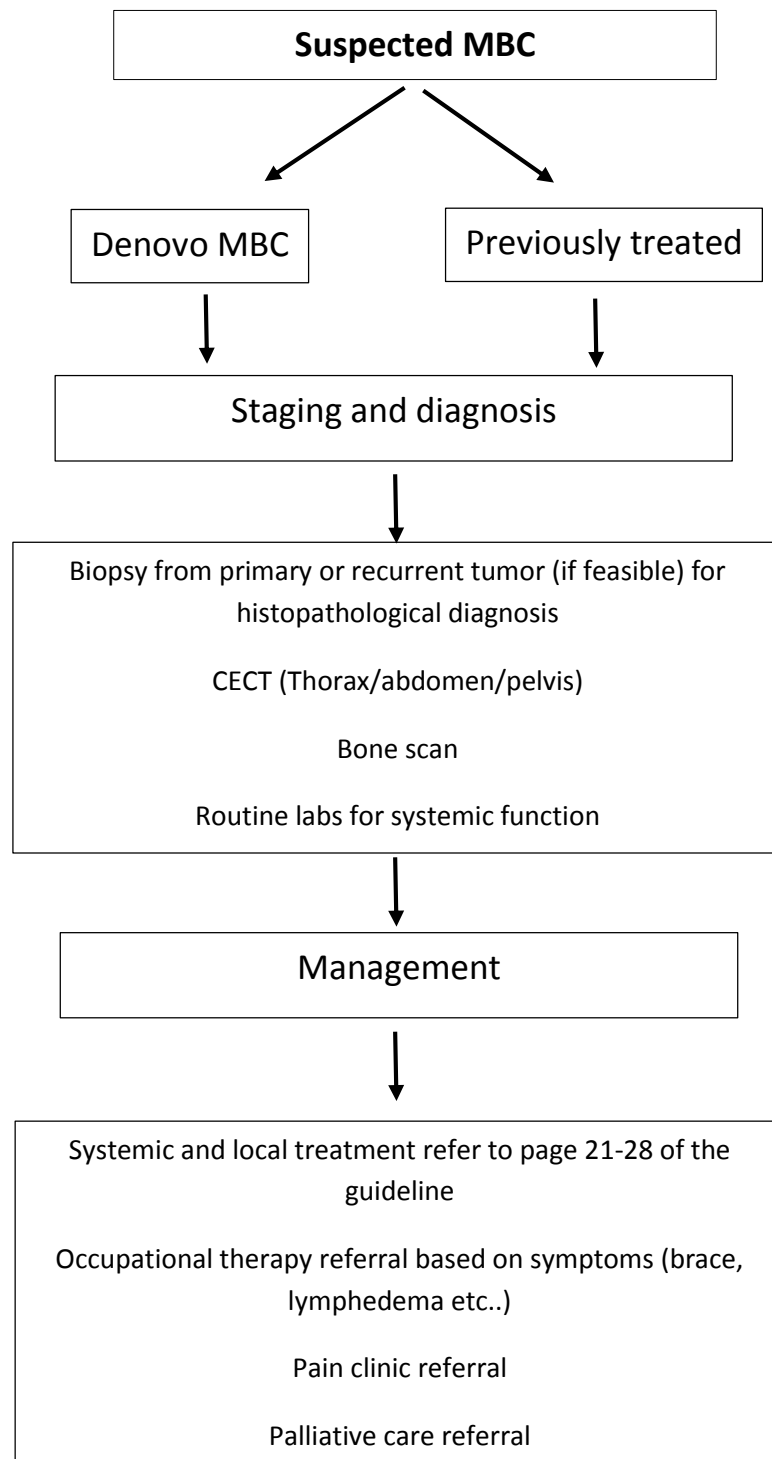 Suspected MBC
Denovo MBC
Previously treated
Staging and diagnosis
Biopsy from primary or recurrent tumor (if feasible) for
histopathological diagnosis
CECT (Thorax/abdomen/pelvis)
Bone scan
Routine labs for systemic function
Management
Systemic and local treatment refer to page 21-28 of the
guideline
Occupational therapy referral based on symptoms (brace,
lymphedema etc..)
Pain clinic referral
Palliative care referral